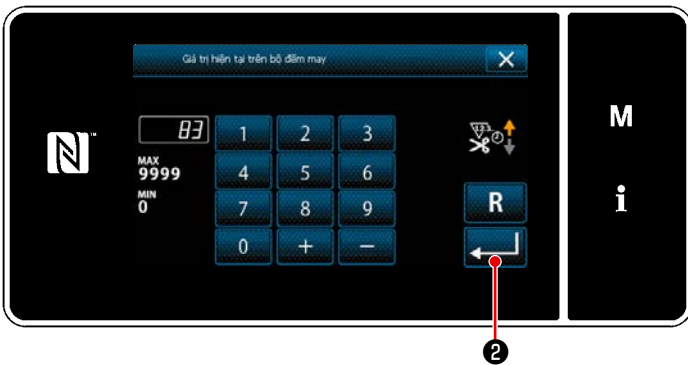 Giá trị hiện tại trên bộ đếm may
83
MAX
9999
MIN
0
1 2 3
4 5 6
7 8 9
0 + −
R
M
i
N
❷